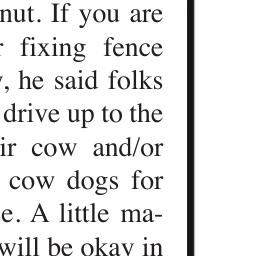 nut. If you are
r fixing fence
y, he said folks
drive up to the
ir cow and/or
cow dogs for
e. A little ma-
will be okay in